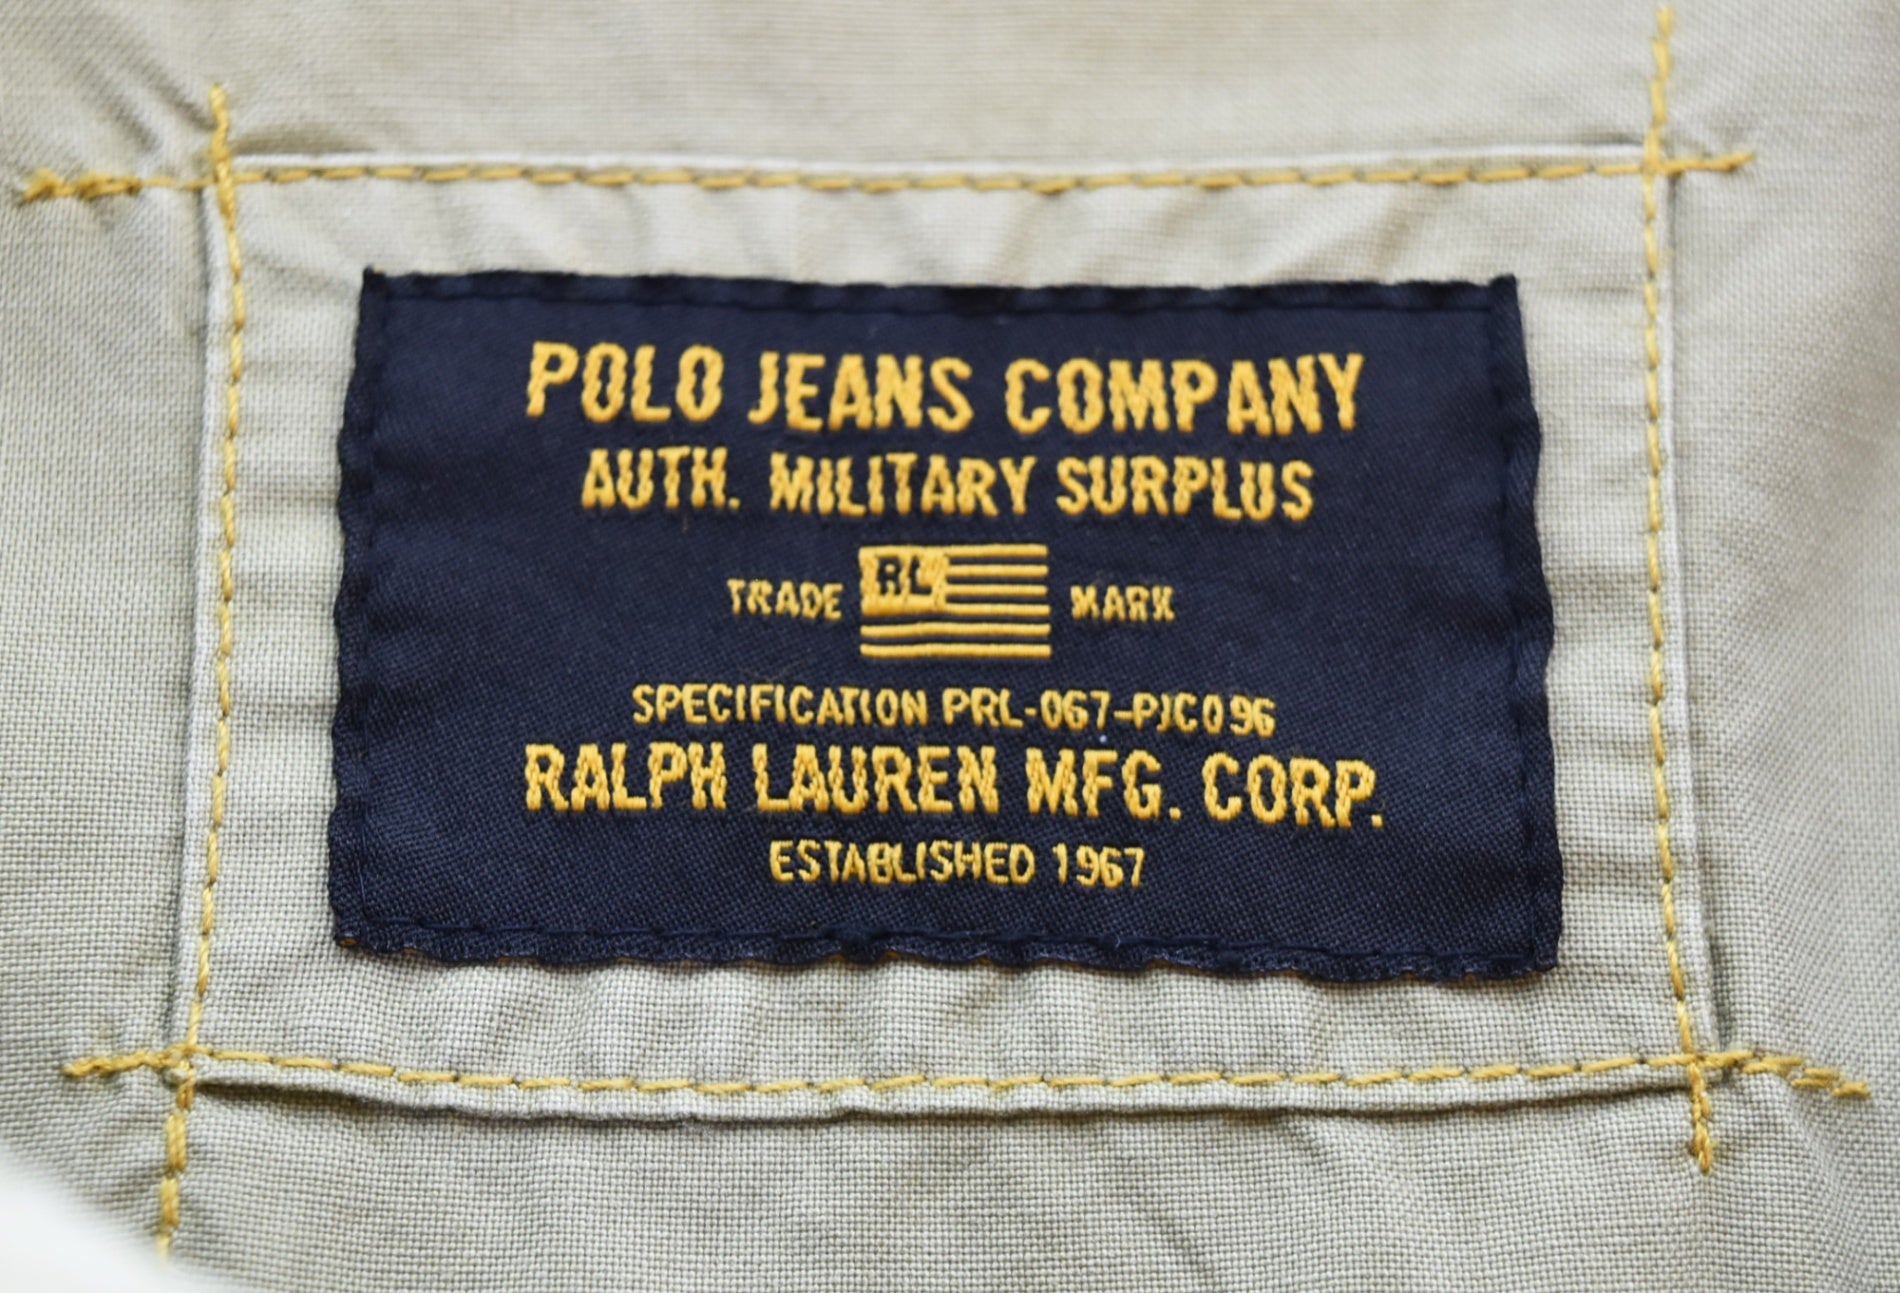 POLO JEANS COMPANY
AUTH. MILITARY SURPLUS
TRADE RL MARK
SPECIFICATION PRL-067-PJC096
RALPH LAUREN MFG. CORP.
ESTABLISHED 1967